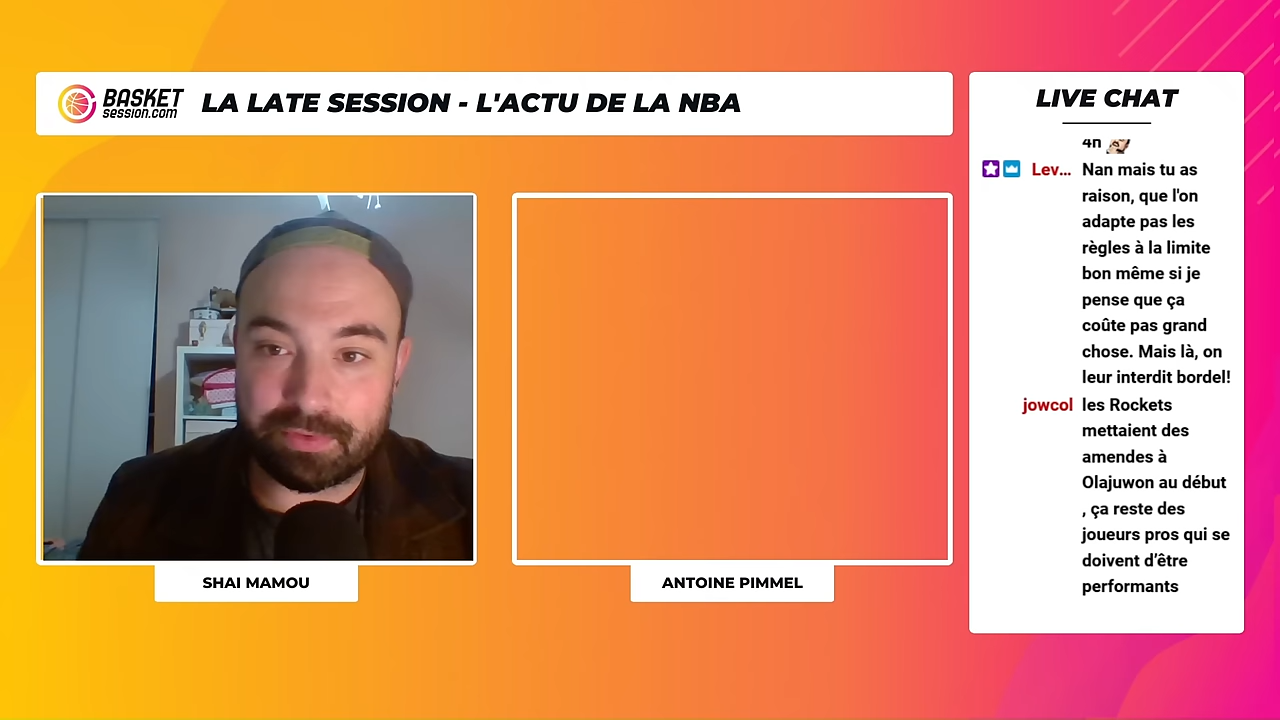 BASKET
session.com
LA LATE SESSION - L'ACTU DE LA NBA
SHAI MAMOU
ANTOINE PIMMEL
LIVE CHAT
4h
Lev... Nan mais tu as
raison, que l'on
adapte pas les
règles à la limite
bon même si je
pense que ça
coûte pas grand
chose. Mais là, on
leur interdit bordel!
jowcol les Rockets
mettaient des
amendes à
Olajuwon au début
, ça reste des
joueurs pros qui se
doivent d'être
performants